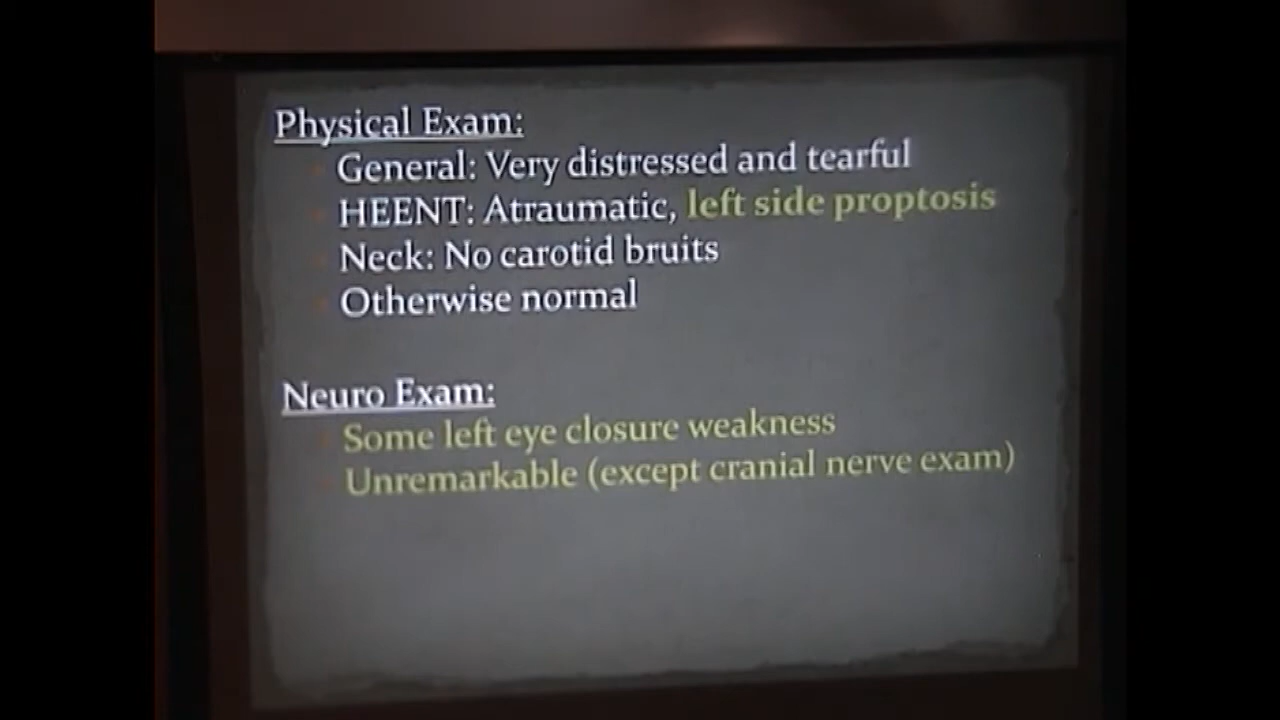 Physical Exam:
General: Very distressed and tearful
HEENT: Atraumatic, left side proptosis
Neck: No carotid bruits
Otherwise normal
Neuro Exam:
Some left eye closure weakness
Unremarkable (except cranial nerve exam)